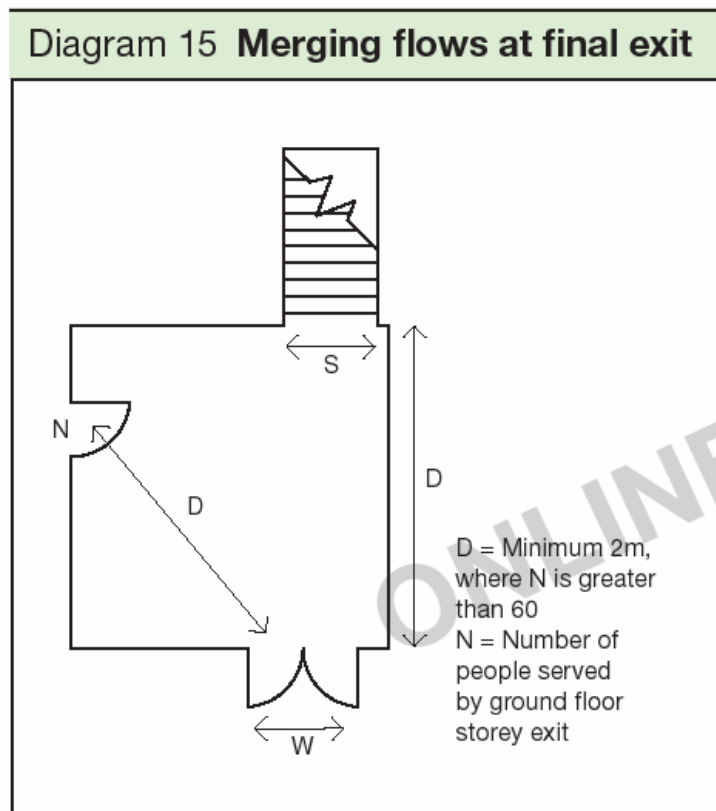 Diagram 15 Merging flows at final exit
S
N
D
D
D = Minimum 2m,
where N is greater
than 60
N = Number of
people served
by ground floor
storey exit
W
ONLINE